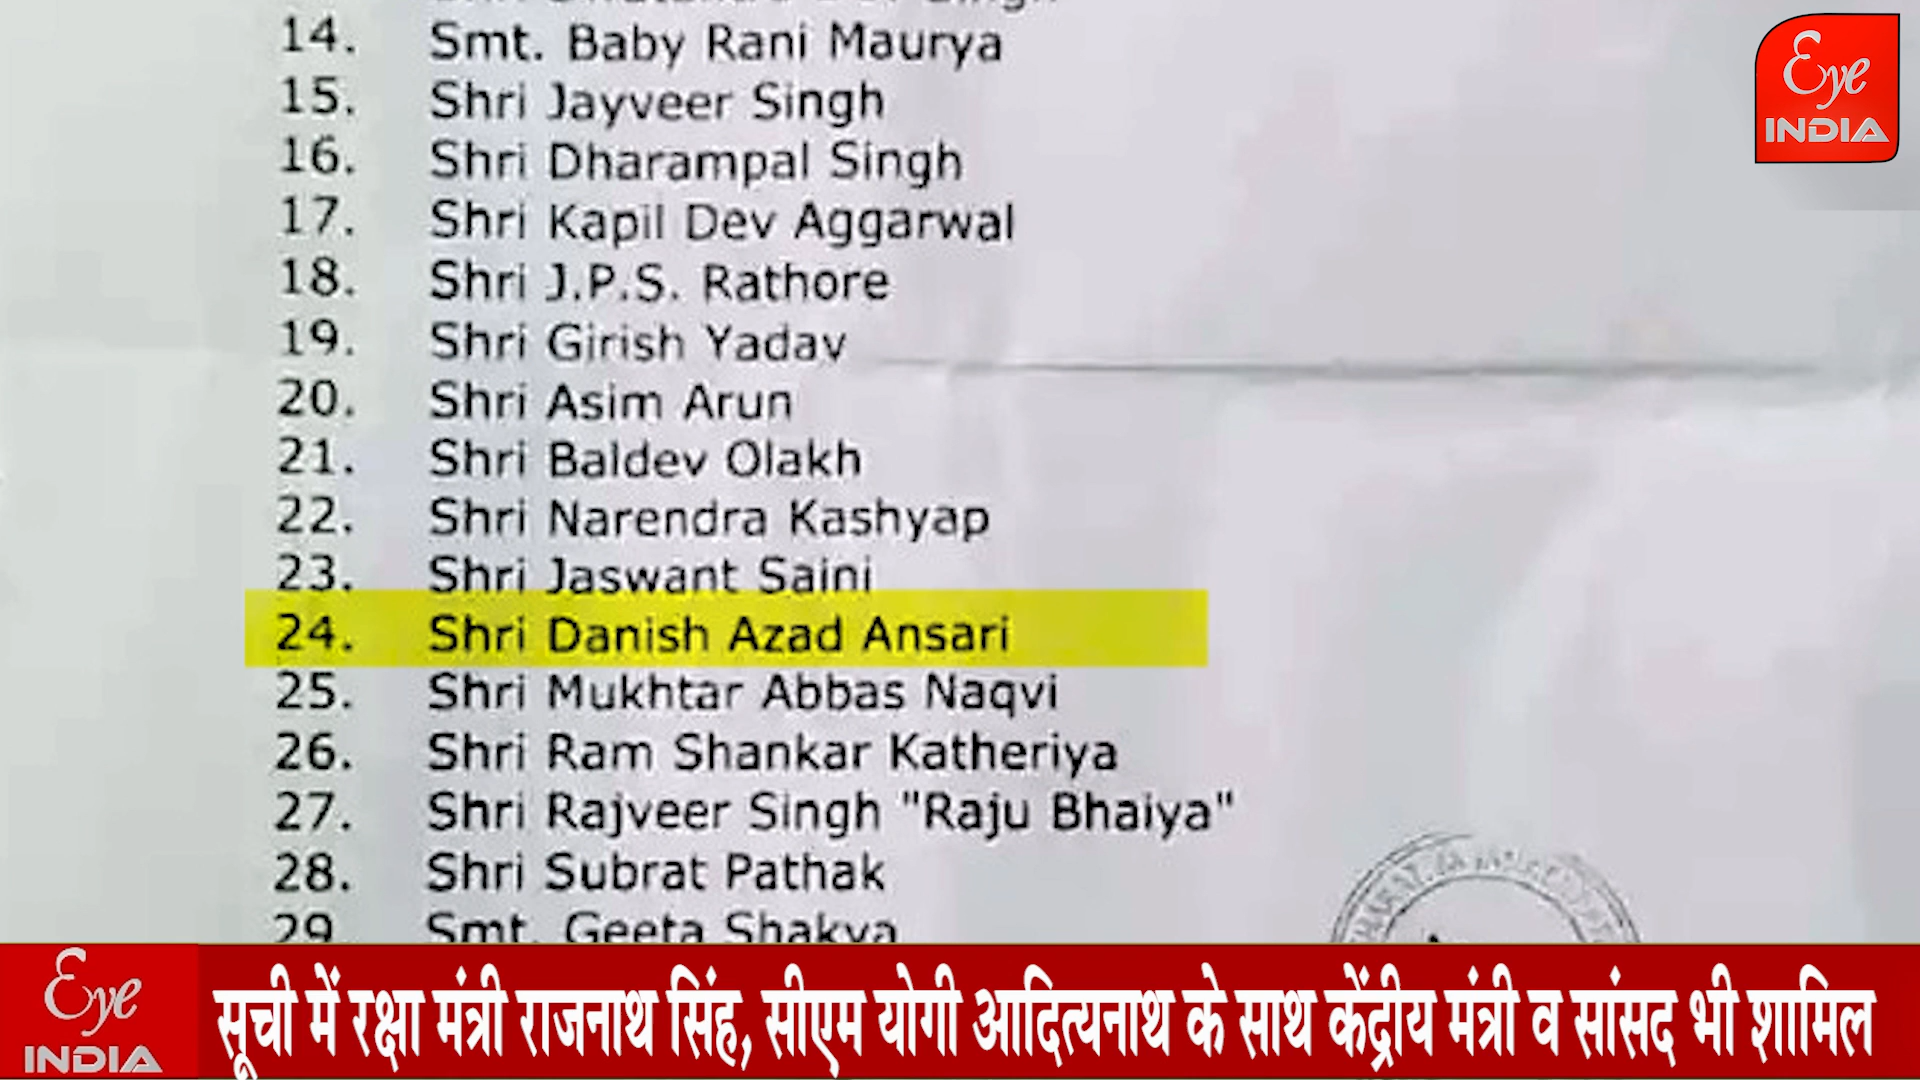 14. Smt. Baby Rani Maurya
Eye
INDIA
15. Shri Jayveer Singh
16. Shri Dharampal Singh
17. Shri Kapil Dev Aggarwal
18. Shri J.P.S. Rathore
19. Shri Girish Yadav
20. Shri Asim Arun
21. Shri Baldev Olakh
22. Shri Narendra Kashyap
23. Shri Jaswant Saini
24. Shri Danish Azad Ansari
25. Shri Mukhtar Abbas Naqvi
26. Shri Ram Shankar Katheriya
27. Shri Rajveer Singh "Raju Bhaiya"
28. Shri Subrat Pathak
29 Smt. Geeta Shakya
Eye
INDIA
सूची में रक्षा मंत्री राजनाथ सिंह, सीएम योगी आदित्यनाथ के साथ केंद्रीय मंत्री व सांसद भी शामिल